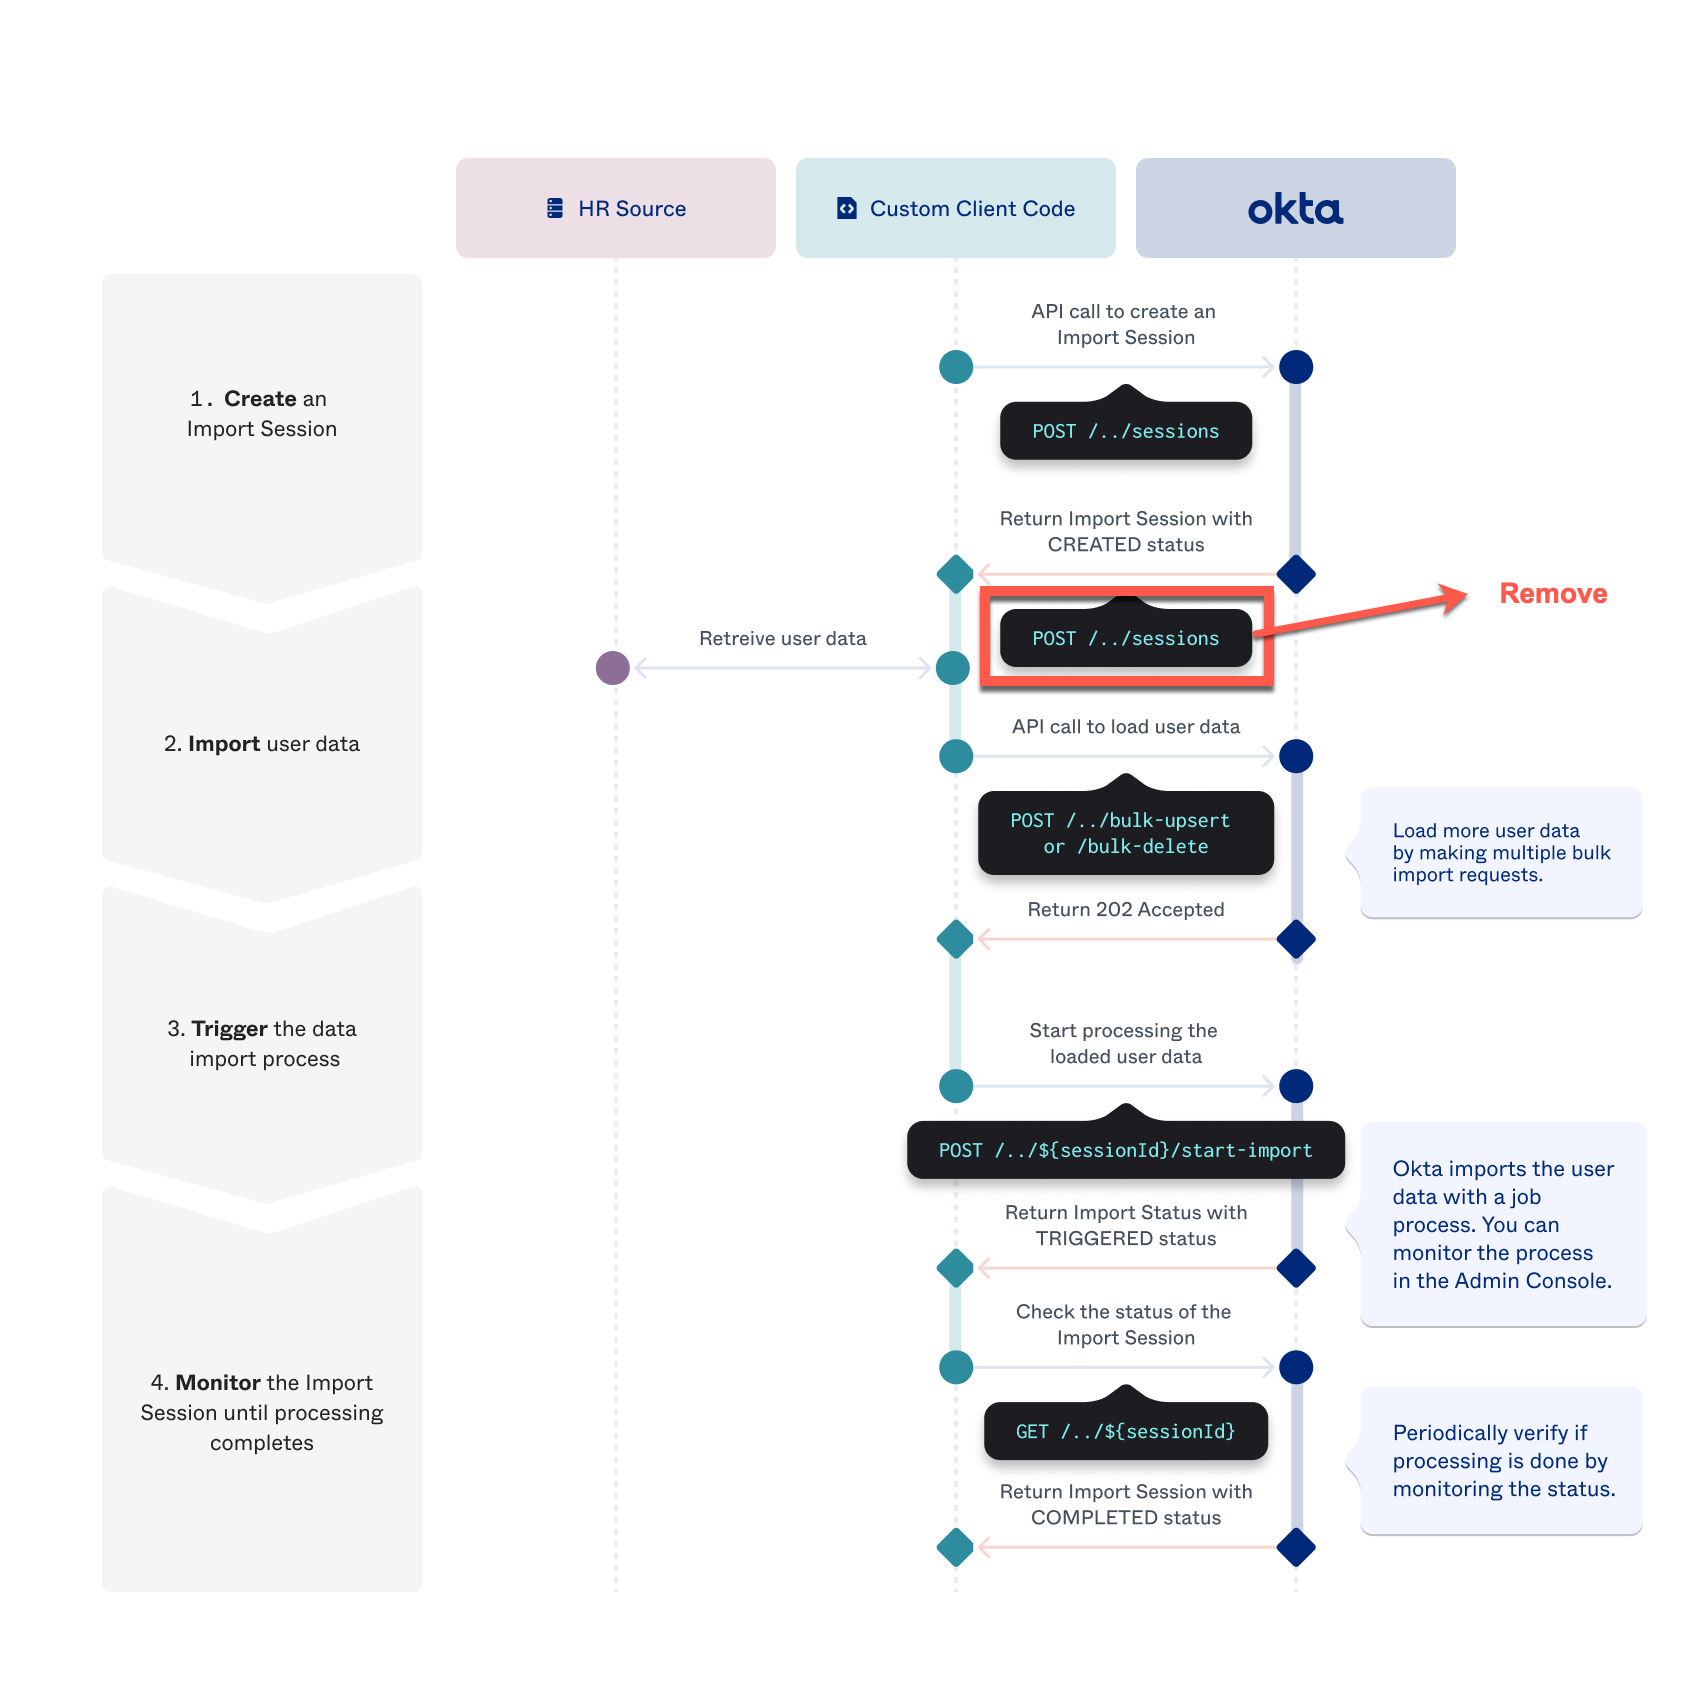 HR Source
Custom Client Code
okta
API call to create an
Import Session
1. Create an
Import Session
POST /../sessions
Return Import Session with
CREATED status
Remove
Retreive user data
POST /../sessions
2. Import user data
API call to load user data
POST /../bulk-upsert
or /bulk-delete
Load more user data
by making multiple bulk
import requests.
Return 202 Accepted
3. Trigger the data
import process
Start processing the
loaded user data
POST /../${sessionId}/start-import
Okta imports the user
data with a job
process. You can
monitor the process
in the Admin Console.
Return Import Status with
TRIGGERED status
Check the status of the
Import Session
4. Monitor the Import
Session until processing
completes
GET /../${sessionId}
Periodically verify if
processing is done by
monitoring the status.
Return Import Session with
COMPLETED status